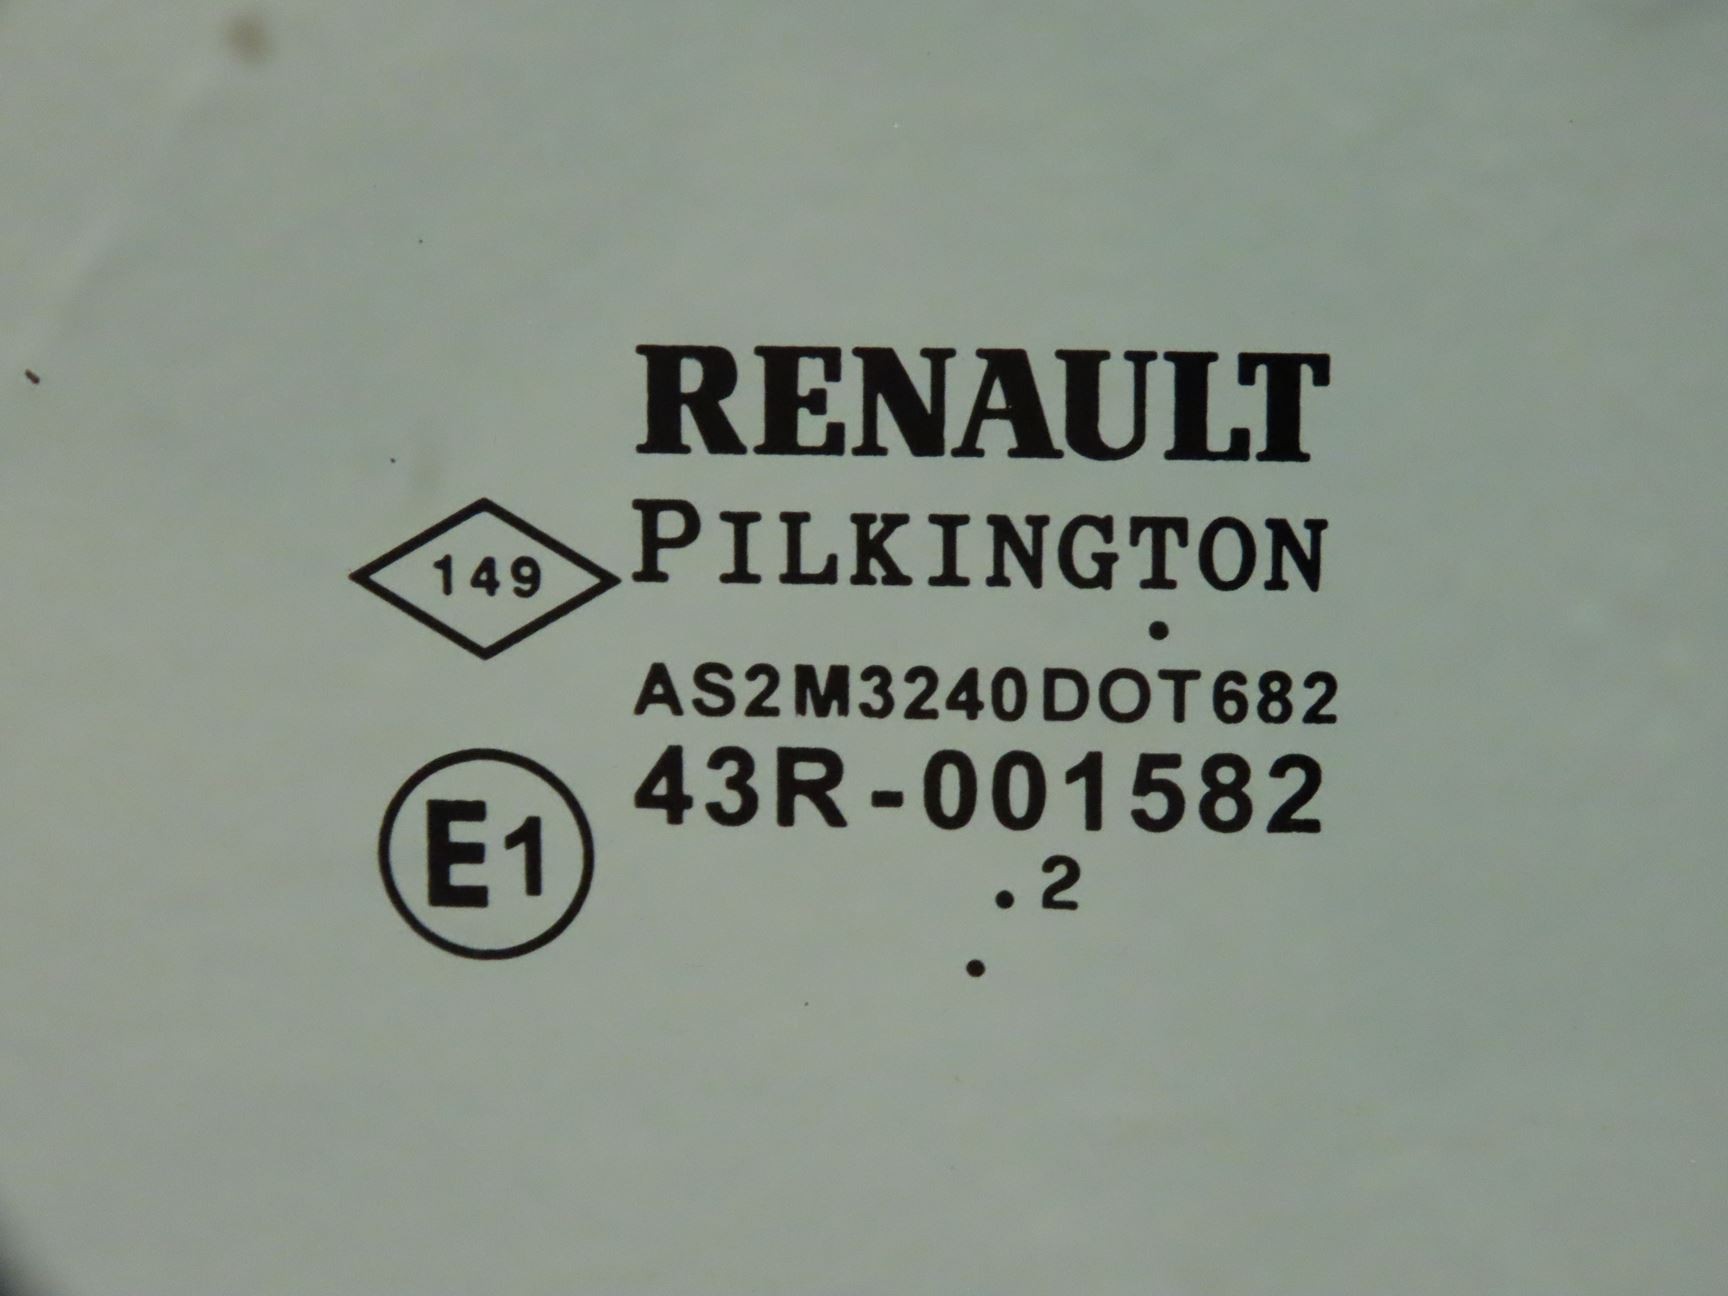 RENAULT
149
PILKINGTON
.
AS2M3240DOT682
E1
43R-001582
.2
.